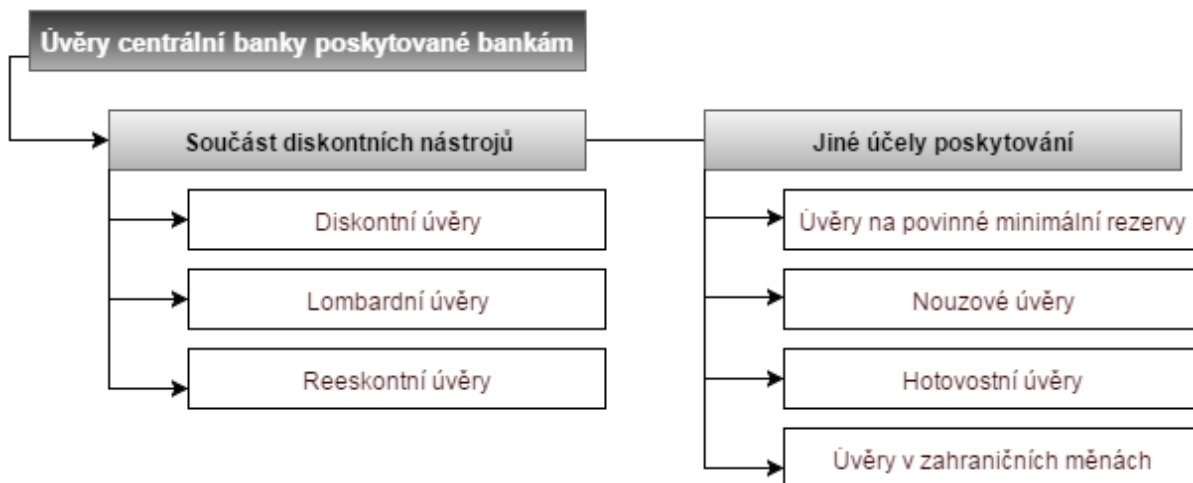 Úvěry centrální banky poskytované bankám
Součást diskontních nástrojů
Diskontní úvěry
Lombardní úvěry
Reeskontní úvěry
Jiné účely poskytování
Úvěry na povinné minimální rezervy
Nouzové úvěry
Hotovostní úvěry
Úvěry v zahraničních měnách